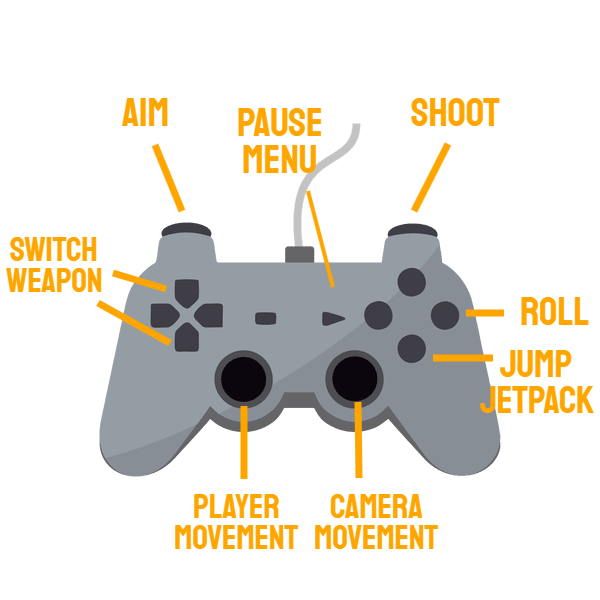 AIM
PAUSE
MENU
SHOOT
SWITCH
WEAPON
ROLL
JUMP
JETPACK
PLAYER
MOVEMENT
CAMERA
MOVEMENT